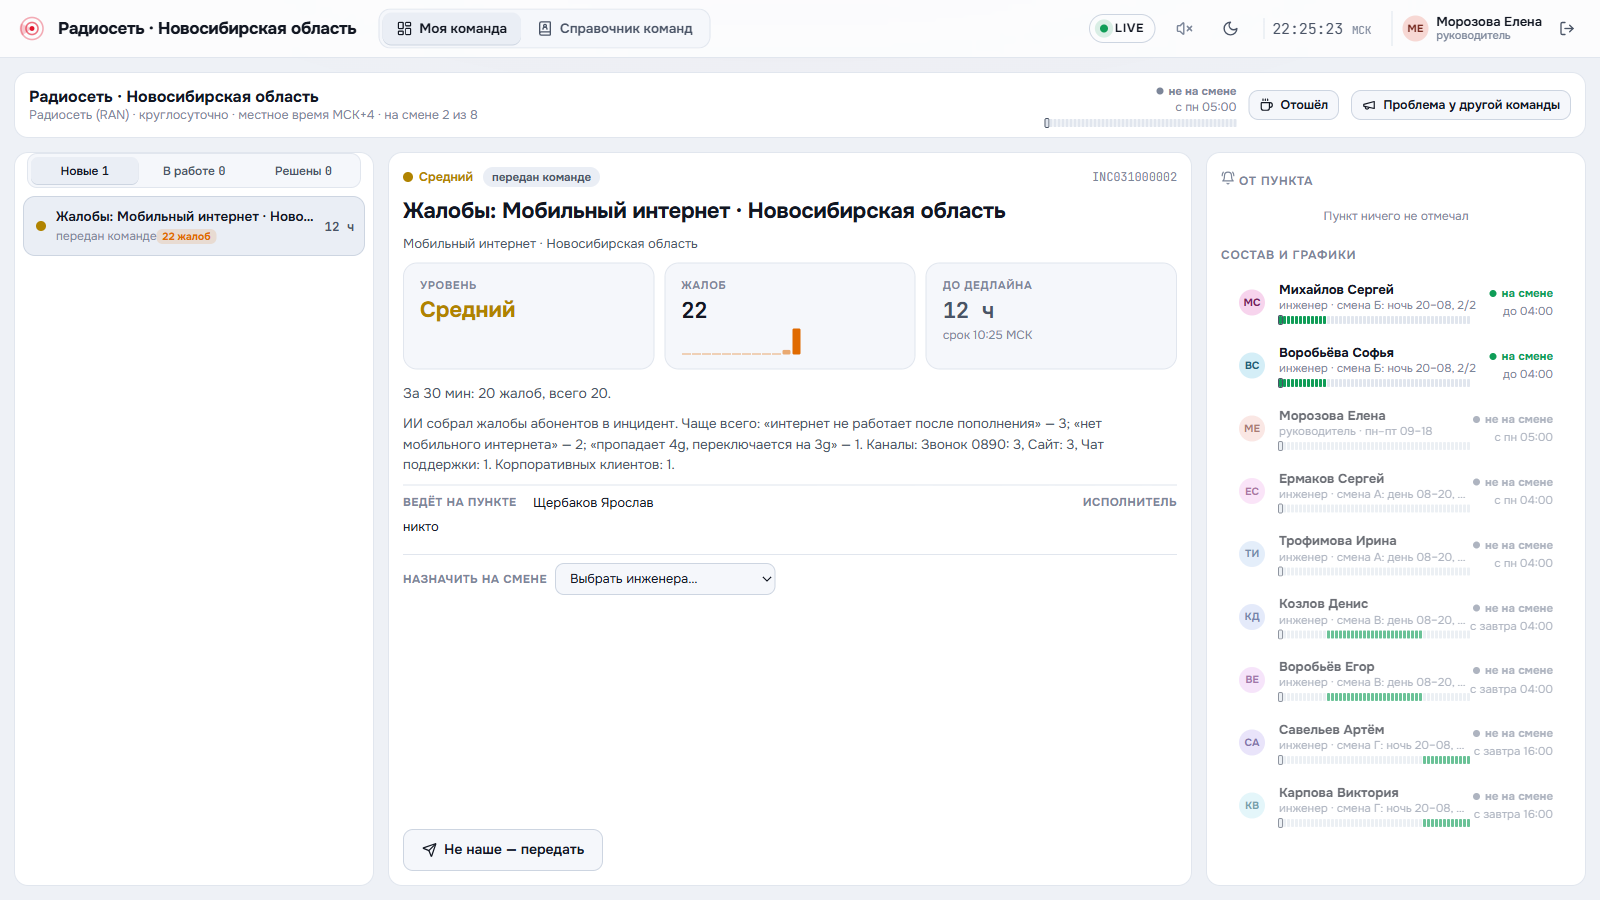 Радиосеть · Новосибирская область
Моя команда
Справочник команд
LIVE
22:25:23 МСК
МЕ
Морозова Елена
руководитель
Радиосеть · Новосибирская область
Радиосеть (RAN) · круглосуточно · местное время МСК+4 · на смене 2 из 8
не на смене
с пн 05:00
Отошёл
Проблема у другой команды
Новые 1
В работе 0
Решены 0
Жалобы: Мобильный интернет · Ново...
передан команде 22 жалоб
12 ч
Средний
передан команде
INC031000002
Жалобы: Мобильный интернет · Новосибирская область
Мобильный интернет · Новосибирская область
УРОВЕНЬ
Средний
ЖАЛОБ
22
ДО ДЕДЛАЙНА
12 ч
срок 10:25 МСК
За 30 мин: 20 жалоб, всего 20.
ИИ собрал жалобы абонентов в инцидент. Чаще всего: «интернет не работает после пополнения» — 3; «нет
мобильного интернета» — 2; «пропадает 4g, переключается на 3g» — 1. Каналы: Звонок 0890: 3, Сайт: 3, Чат
поддержки: 1. Корпоративных клиентов: 1.
ВЕДЁТ НА ПУНКТЕ Щербаков Ярослав
ИСПОЛНИТЕЛЬ
никто
НАЗНАЧИТЬ НА СМЕНЕ
Выбрать инженера...
Не наше — передать
ОТ ПУНКТА
Пункт ничего не отмечал
СОСТАВ И ГРАФИКИ
МС
Михайлов Сергей
инженер · смена Б: ночь 20–08, 2/2
на смене
до 04:00
ВС
Воробьёва Софья
инженер · смена Б: ночь 20–08, 2/2
на смене
до 04:00
МЕ
Морозова Елена
руководитель · пн–пт 09–18
не на смене
с пн 05:00
ЕС
Ермаков Сергей
инженер · смена А: день 08–20, ...
не на смене
с пн 04:00
ТИ
Трофимова Ирина
инженер · смена А: день 08–20, ...
не на смене
с пн 04:00
КД
Козлов Денис
инженер · смена В: день 08–20, ...
не на смене
с завтра 04:00
ВЕ
Воробьёв Егор
инженер · смена В: день 08–20, ...
не на смене
с завтра 04:00
СА
Савельев Артём
инженер · смена Г: ночь 20–08, ...
не на смене
с завтра 16:00
КВ
Карпова Виктория
инженер · смена Г: ночь 20–08, ...
не на смене
с завтра 16:00